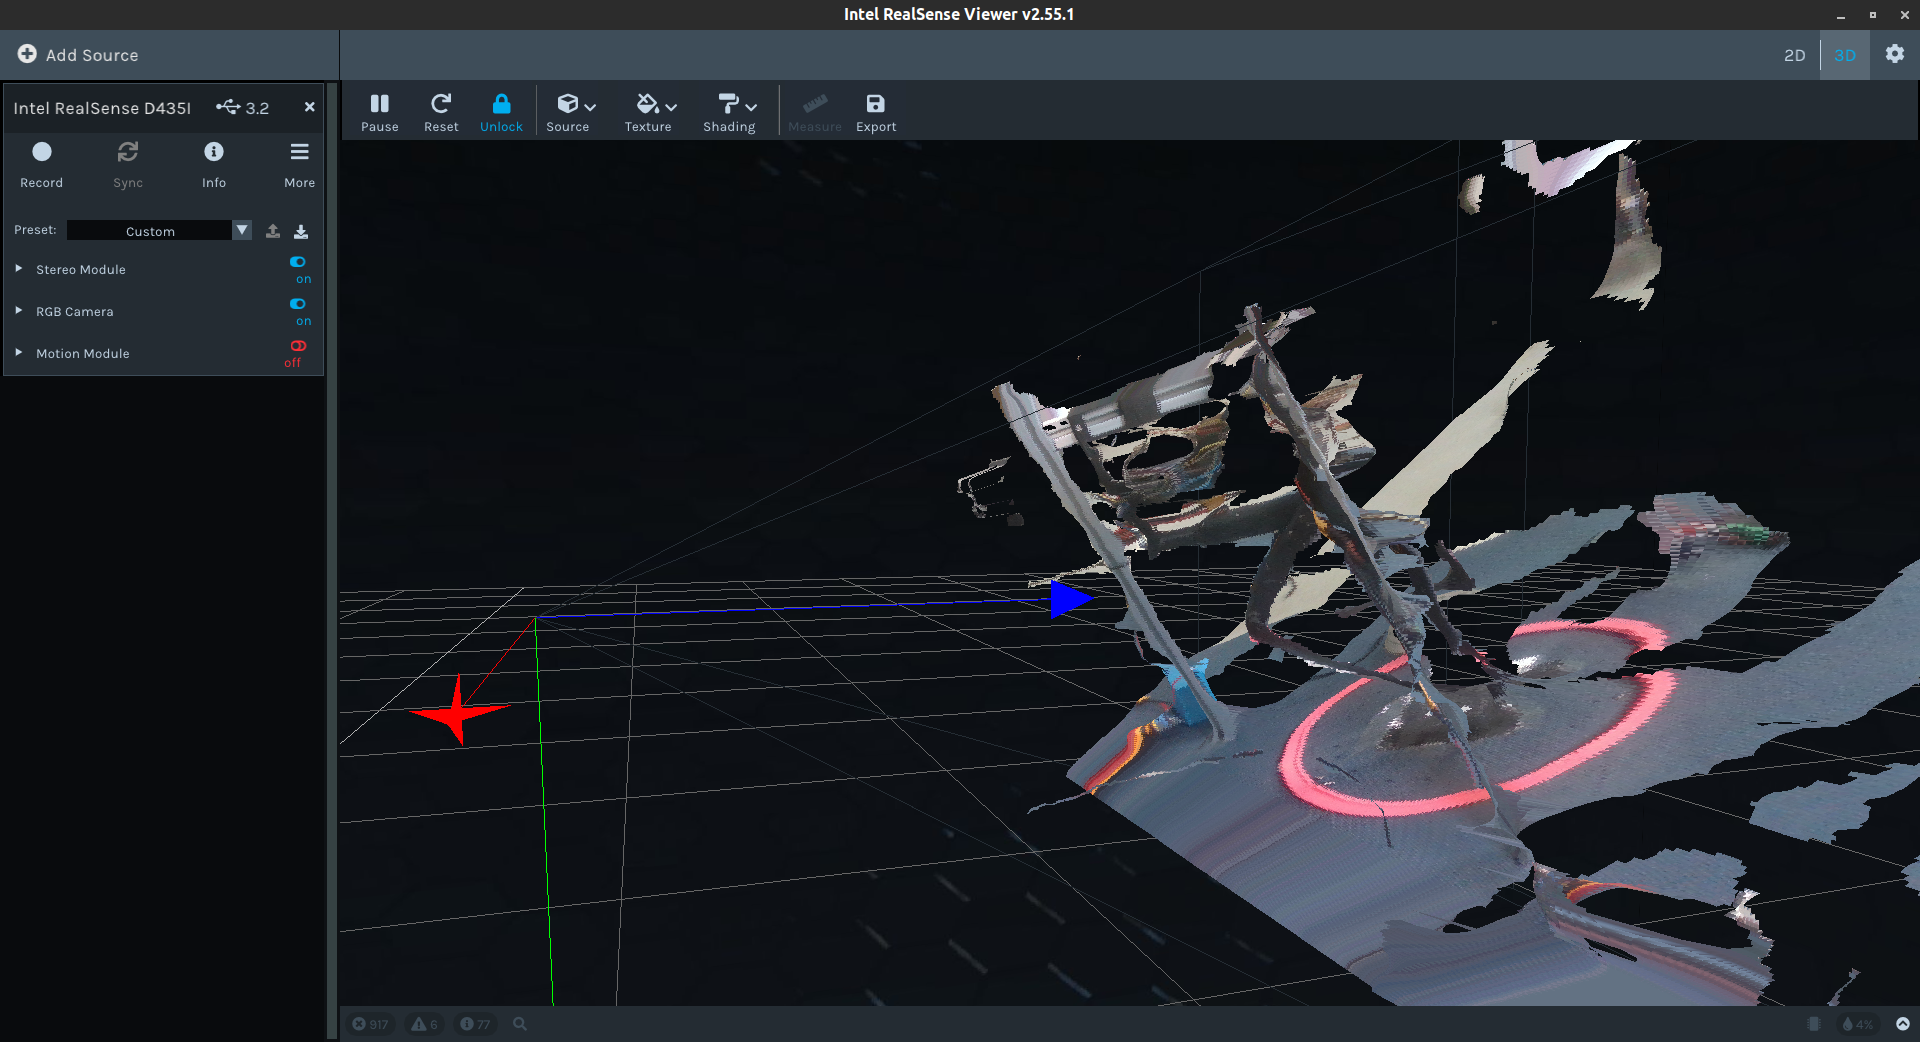 Intel RealSense Viewer v2.55.1
Add Source
2D
3D
Intel RealSense D435I
3.2
Pause
Reset
Unlock
Source
Texture
Shading
Measure
Export
Record
Sync
Info
More
Preset:
Custom
Stereo Module
on
RGB Camera
on
Motion Module
off
917
6
77
4%